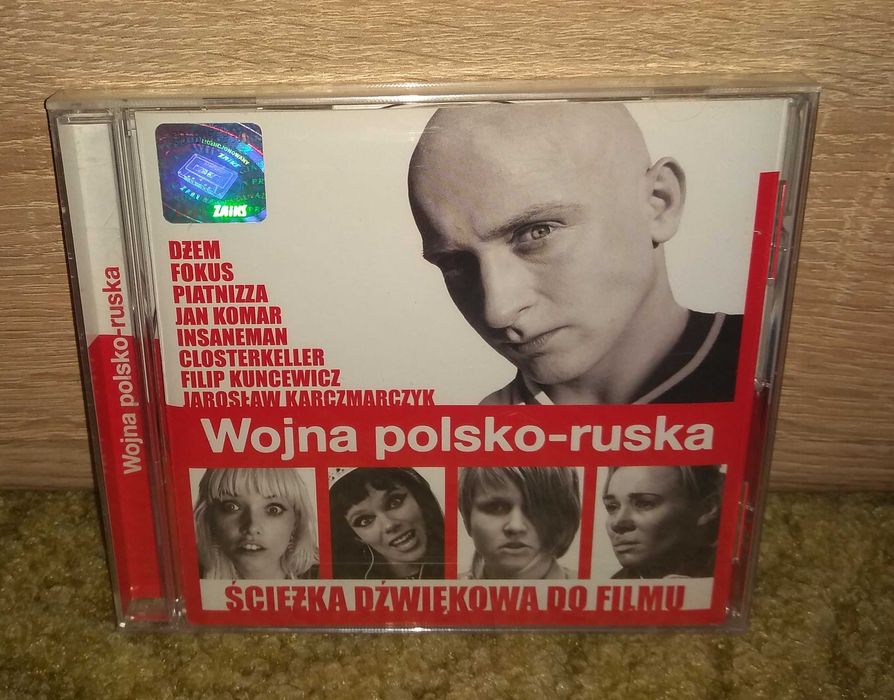 LICENCJONOWANY
ZAIKS
DŻEM
FOKUS
PIATNIZZA
JAN KOMAR
INSANEMAN
CLOSTERKELLER
FILIP KUNCEWICZ
JAROSŁAW KARCZMARCZYK
Wojna polsko-ruska
Wojna polsko-ruska
ŚCIEŻKA DŹWIĘKOWA DO FILMU